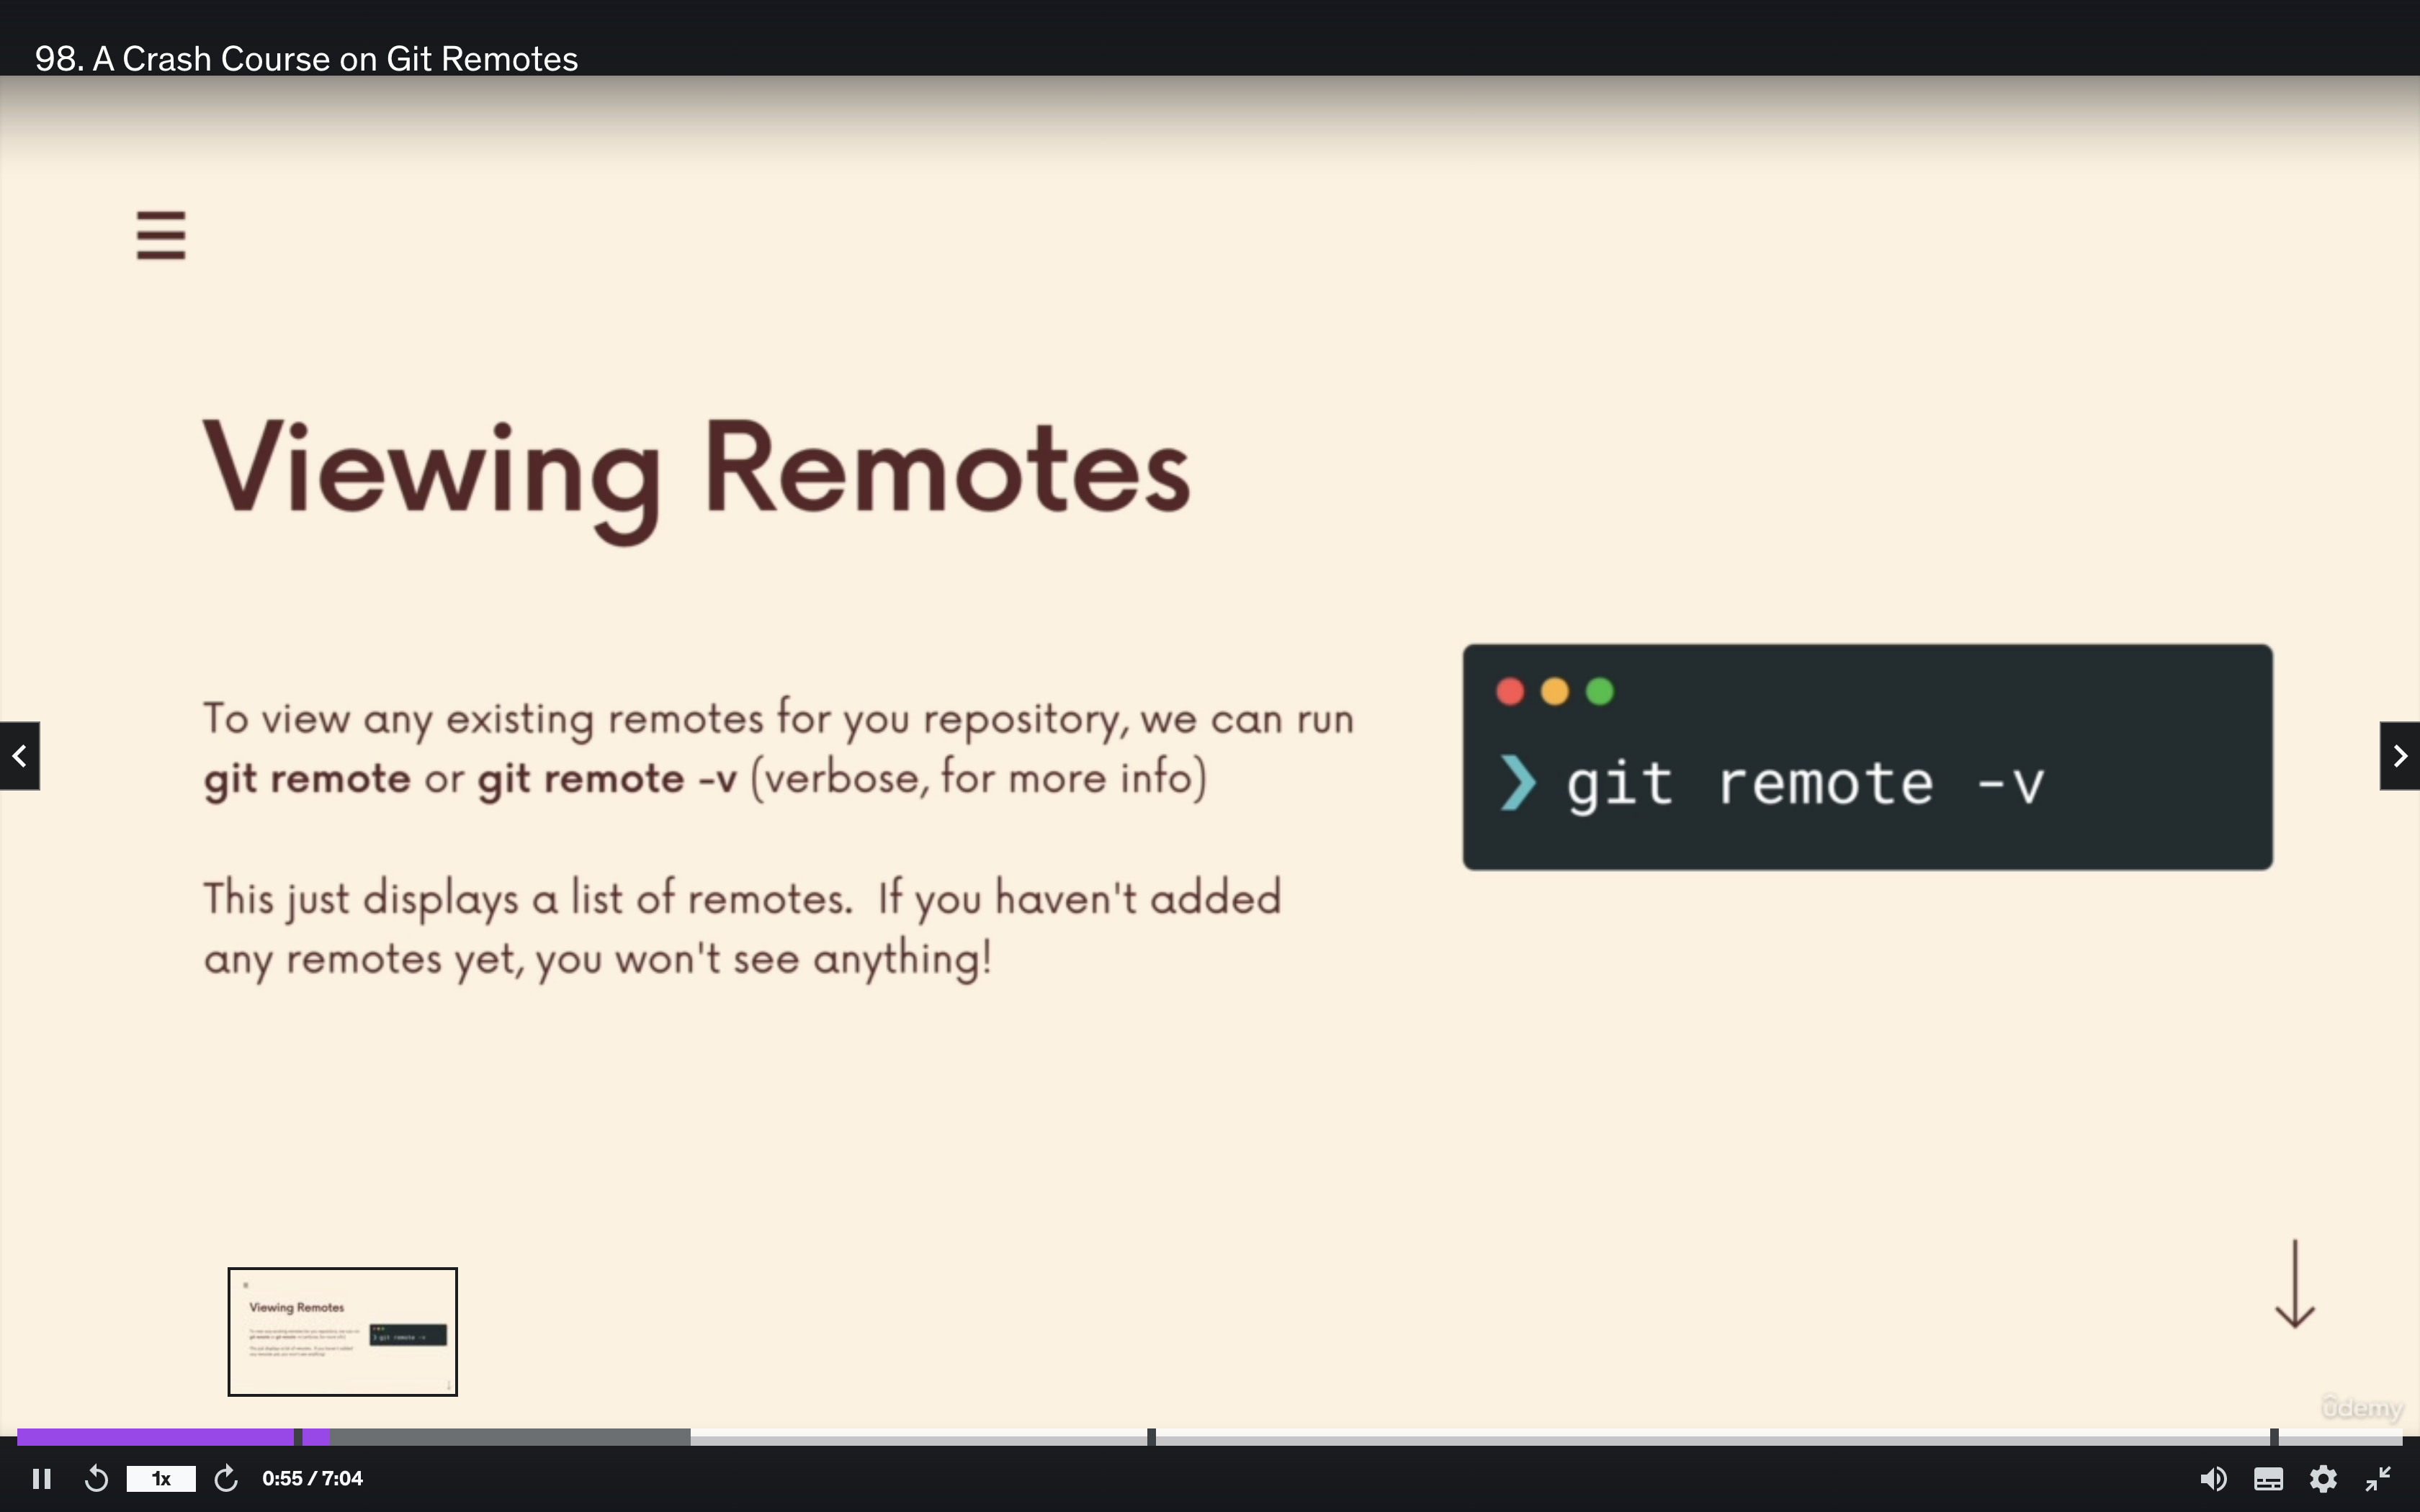 98. A Crash Course on Git Remotes
Viewing Remotes
To view any existing remotes for you repository, we can run
git remote or git remote -v (verbose, for more info)
This just displays a list of remotes. If you haven't added
any remotes yet, you won't see anything!
❯ git remote -v
Viewing Remotes
❯ git remote -v
udemy
1x
0:55 / 7:04